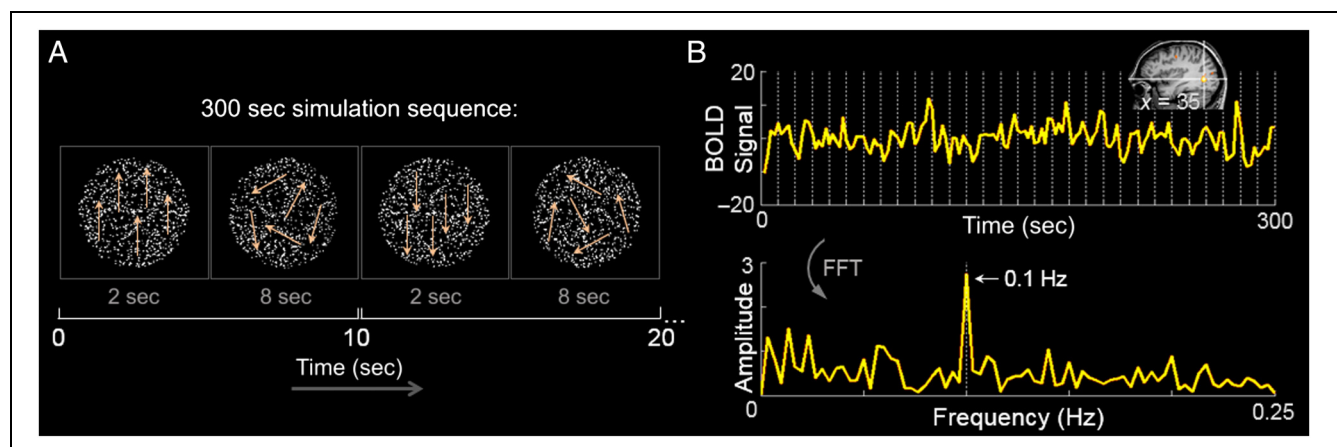 A
300 sec simulation sequence:
2 sec
8 sec
2 sec
8 sec
0
10
20
...
Time (sec)
B
x = 35
20
BOLD
Signal
–20
0
Time (sec)
300
FFT
3
Amplitude
← 0.1 Hz
0
Frequency (Hz)
0.25